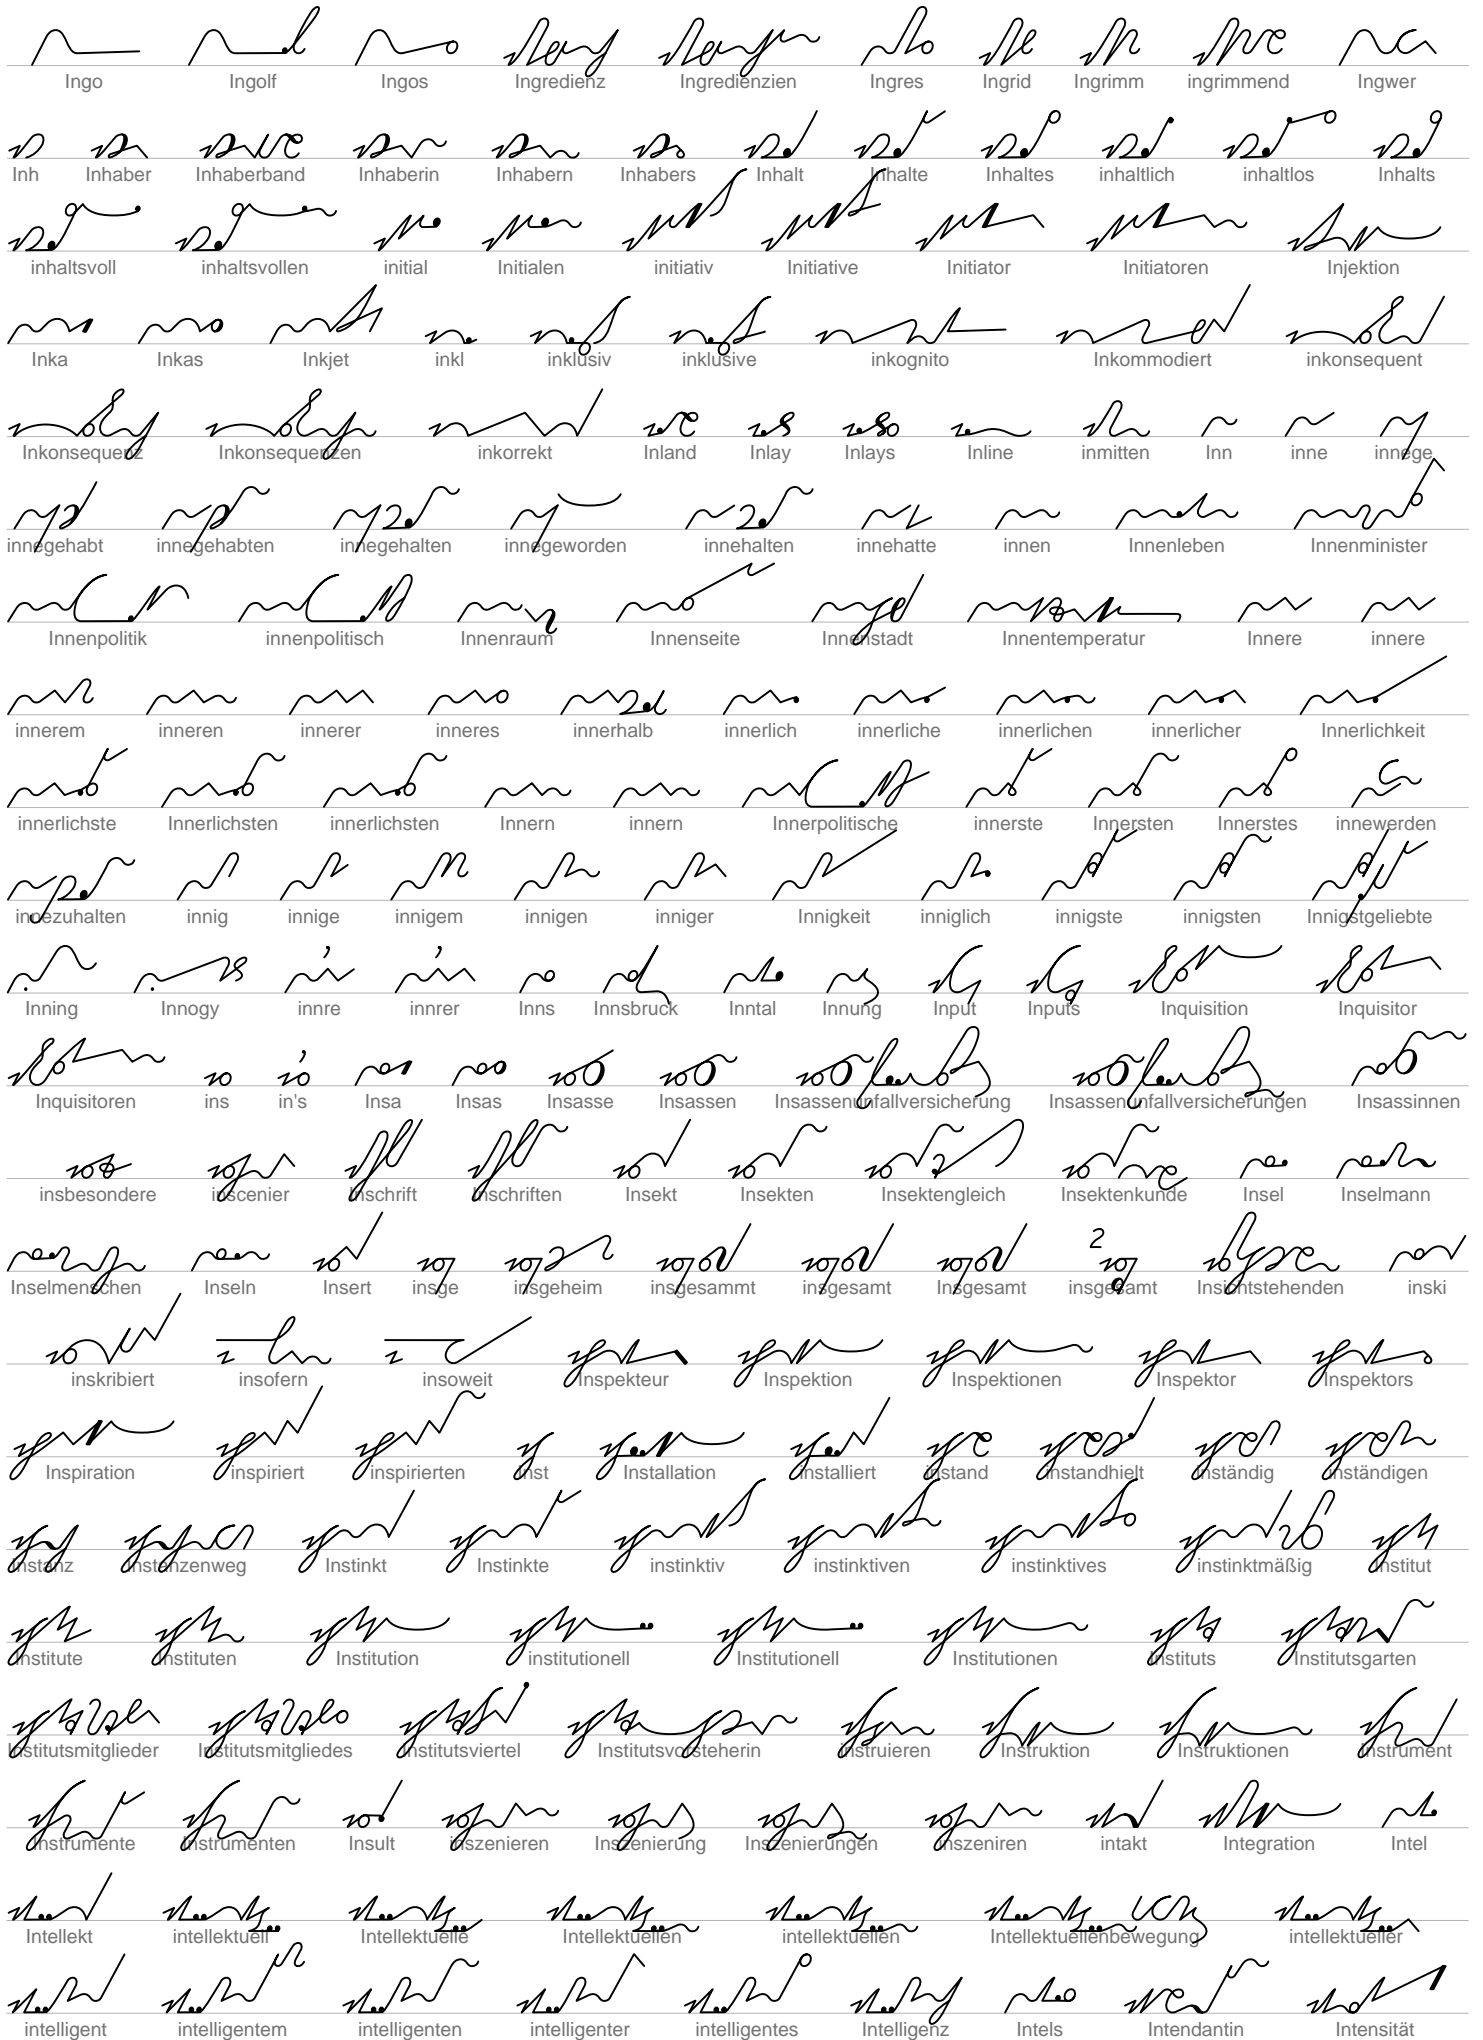 Ingo Ingolf Ingos Ingredienz Ingredienzien Ingres Ingrid Ingrimm ingrimmend Ingwer
Inh Inhaber Inhaberband Inhaberin Inhabern Inhabers Inhalt Inhalte Inhaltes inhaltlich inhaltlos Inhalts
inhaltsvoll inhaltsvollen initial Initialen initiativ Initiative Initiator Initiatoren Injektion
Inka Inkas Inkjet inkl inklusiv inklusive inkognito Inkommodiert inkonsequent
Inkonsequenz Inkonsequenzen inkorrekt Inland Inlay Inlays Inline inmitten Inn inne innege
innegehabt innegehabten innegehalten innegeworden innehalten innehatte innen Innenleben Innenminister
Innenpolitik innenpolitisch Innenraum Innenseite Innenstadt Innentemperatur Innere innere
innerem inneren innerer inneres innerhalb innerlich innerliche innerlichen innerlicher Innerlichkeit
innerlichste Innerlichsten innerlichsten Innern innern Innerpolitische innerste Innersten Innerstes innewerden
innezuhalten innig innige innigem innigen inniger Innigkeit inniglich innigste innigsten Innigstgeliebte
Inning Innogy innre innrer Inns Innsbruck Inntal Innung Input Inputs Inquisition Inquisitor
Inquisitoren ins in's Insa Insas Insasse Insassen Insassenunfallversicherung Insassenunfallversicherungen Insassinnen
insbesondere inscenier Inschrift Inschriften Insekt Insekten Insektengleich Insektenkunde Insel Inselmann
Inselmenschen Inseln Insert insge insgeheim insgesammt insgesamt Insgesamt insgesamt Insichtstehenden inski
inskribiert insofern insoweit Inspekteur Inspektion Inspektionen Inspektor Inspektors
Inspiration inspiriert inspirierten Inst Installation installiert instand instandhielt inständig inständigen
Instanz Instanzenweg Instinkt Instinkte instinktiv instinktiven instinktives instinktmäßig Institut
Institute Instituten Institution institutionell Institutionell Institutionen Instituts Institutsgarten
Institutsmitglieder Institutsmitgliedes Institutsviertel Institutsvorsteherin instruieren Instruktion Instruktionen Instrument
Instrumente Instrumenten Insult inszenieren Inszenierung Inszenierungen inszeniren intakt Integration Intel
Intellekt intellektuell Intellektuelle Intellektuellen intellektuellen Intellektuellenbewegung intellektueller
intelligent intelligentem intelligenten intelligenter intelligentes Intelligenz Intels Intendantin Intensität